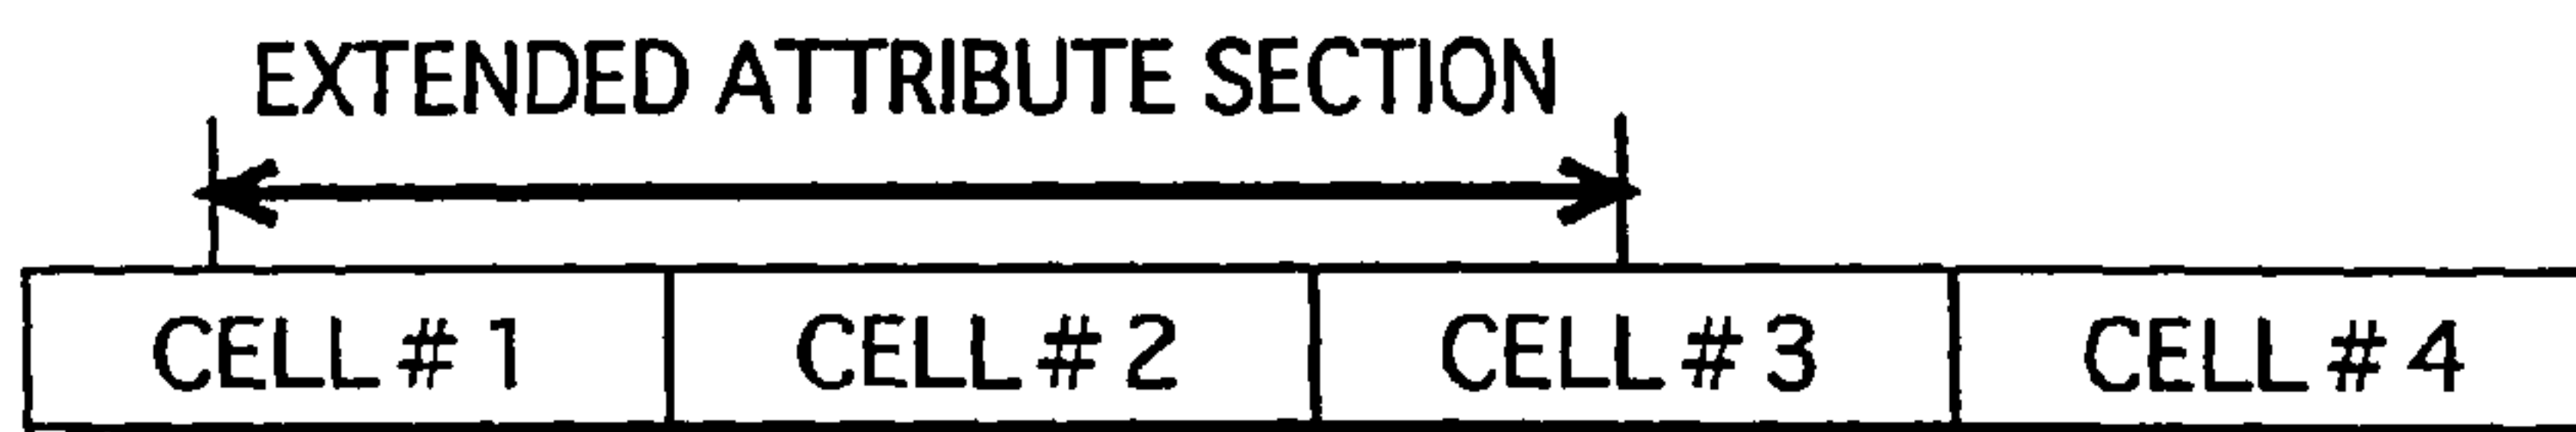 EXTENDED ATTRIBUTE SECTION
CELL # 1 CELL # 2 CELL # 3 CELL # 4